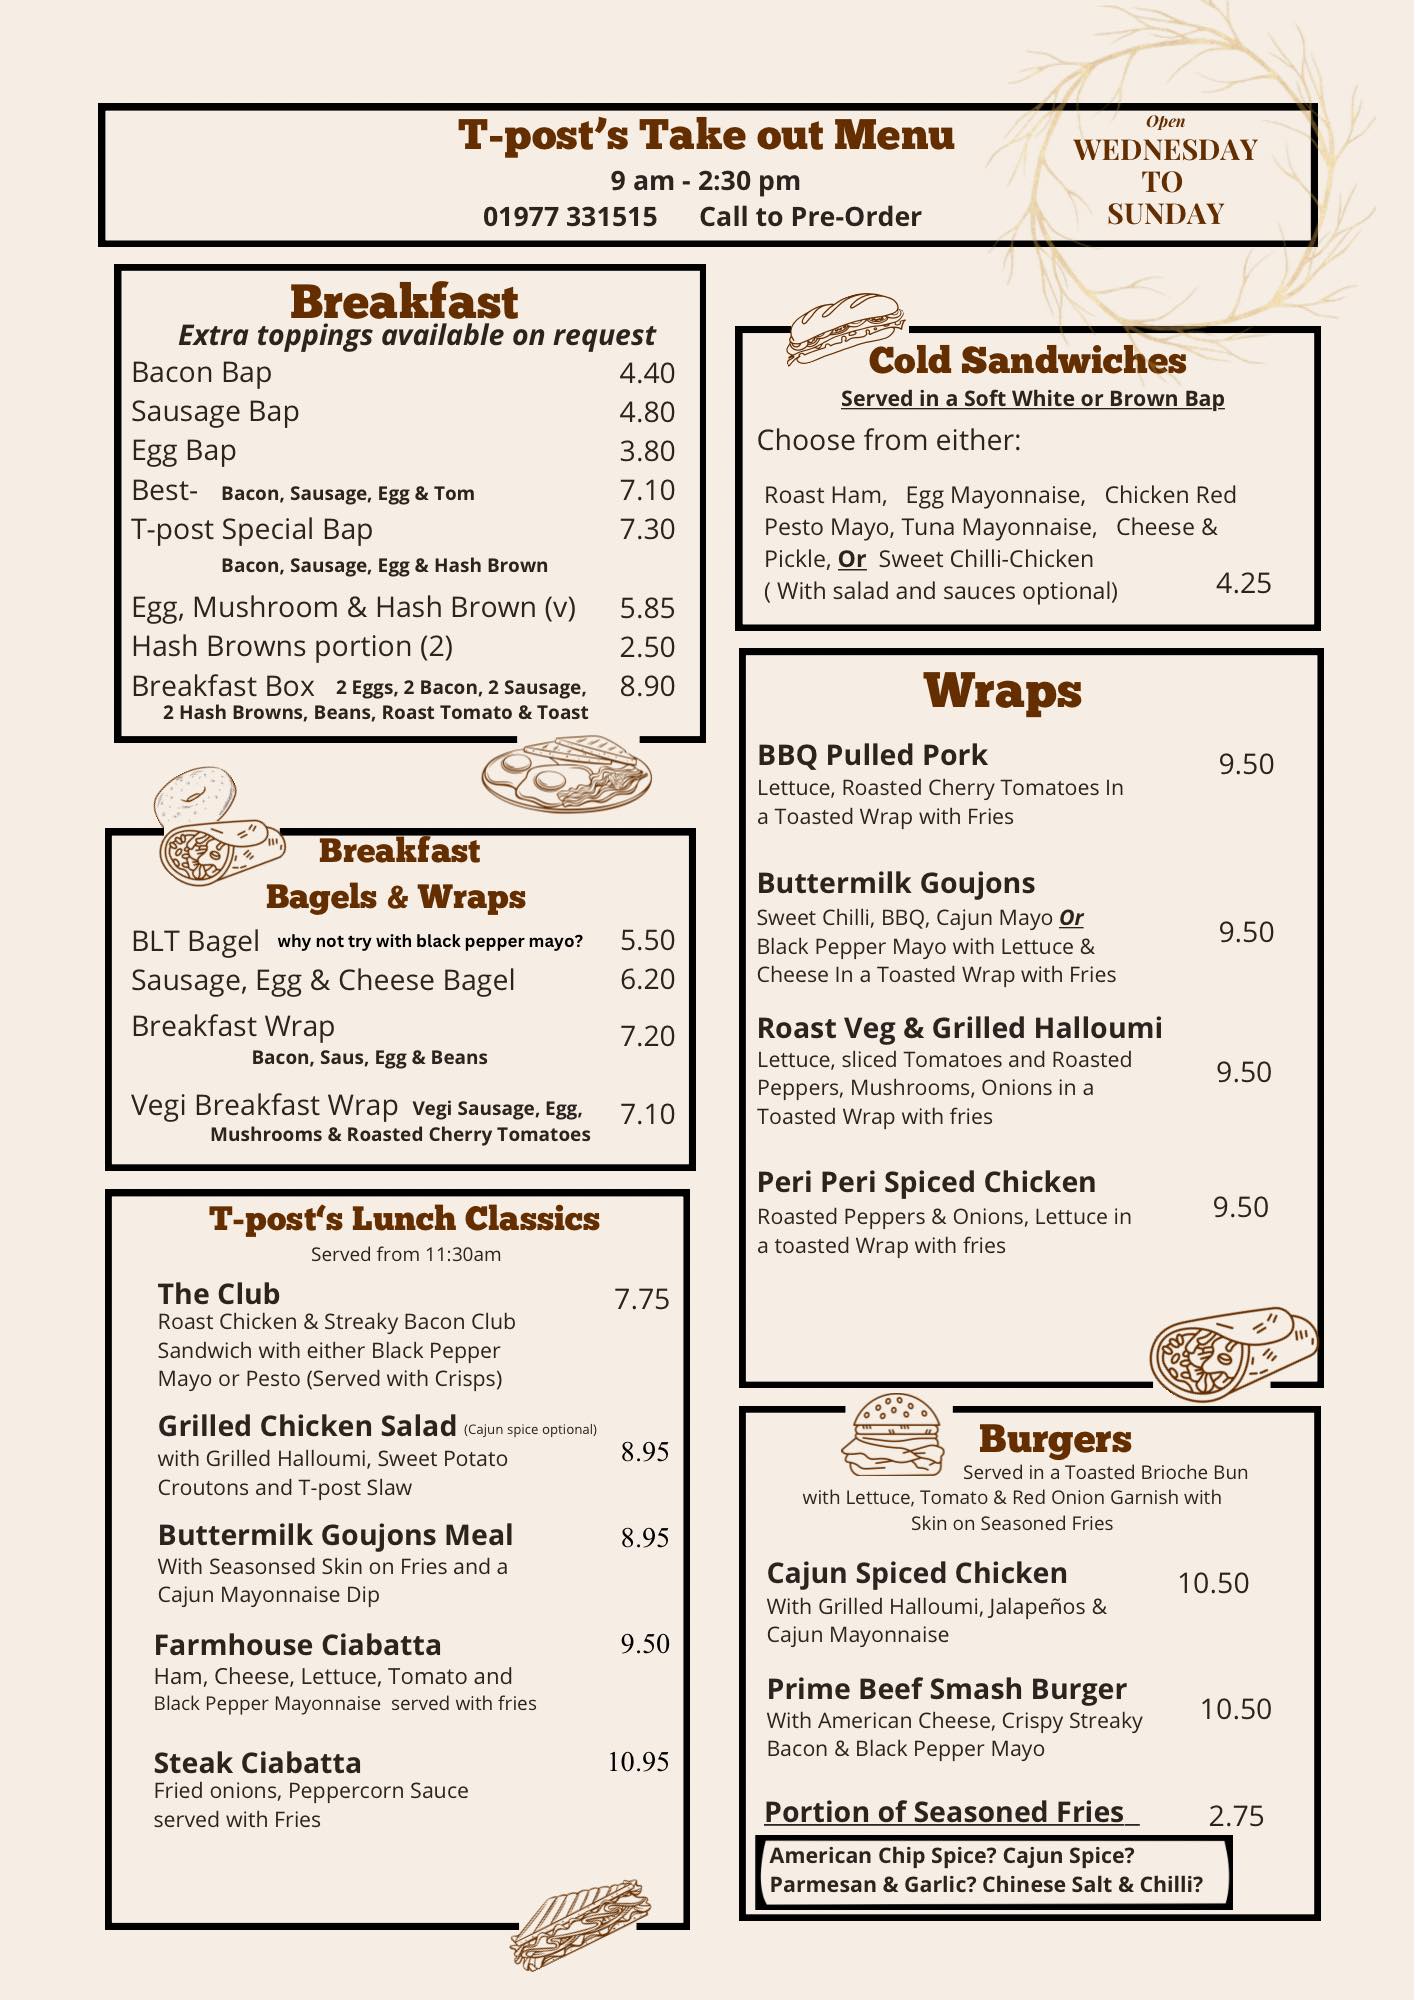 T-post’s Take out Menu
9 am - 2:30 pm
01977 331515 Call to Pre-Order
Open
WEDNESDAY
TO
SUNDAY
Breakfast
Extra toppings available on request
Bacon Bap 4.40
Sausage Bap 4.80
Egg Bap 3.80
Best- Bacon, Sausage, Egg & Tom 7.10
T-post Special Bap 7.30
Bacon, Sausage, Egg & Hash Brown
Egg, Mushroom & Hash Brown (v) 5.85
Hash Browns portion (2) 2.50
Breakfast Box 2 Eggs, 2 Bacon, 2 Sausage, 8.90
2 Hash Browns, Beans, Roast Tomato & Toast
Breakfast
Bagels & Wraps
BLT Bagel why not try with black pepper mayo? 5.50
Sausage, Egg & Cheese Bagel 6.20
Breakfast Wrap 7.20
Bacon, Saus, Egg & Beans
Vegi Breakfast Wrap Vegi Sausage, Egg, 7.10
Mushrooms & Roasted Cherry Tomatoes
T-post‘s Lunch Classics
Served from 11:30am
The Club 7.75
Roast Chicken & Streaky Bacon Club
Sandwich with either Black Pepper
Mayo or Pesto (Served with Crisps)
Grilled Chicken Salad (Cajun spice optional)
with Grilled Halloumi, Sweet Potato 8.95
Croutons and T-post Slaw
Buttermilk Goujons Meal 8.95
With Seasonsed Skin on Fries and a
Cajun Mayonnaise Dip
Farmhouse Ciabatta 9.50
Ham, Cheese, Lettuce, Tomato and
Black Pepper Mayonnaise served with fries
Steak Ciabatta 10.95
Fried onions, Peppercorn Sauce
served with Fries
Cold Sandwiches
Served in a Soft White or Brown Bap
Choose from either:
Roast Ham, Egg Mayonnaise, Chicken Red
Pesto Mayo, Tuna Mayonnaise, Cheese &
Pickle, Or Sweet Chilli-Chicken
( With salad and sauces optional) 4.25
Wraps
BBQ Pulled Pork 9.50
Lettuce, Roasted Cherry Tomatoes In
a Toasted Wrap with Fries
Buttermilk Goujons
Sweet Chilli, BBQ, Cajun Mayo Or 9.50
Black Pepper Mayo with Lettuce &
Cheese In a Toasted Wrap with Fries
Roast Veg & Grilled Halloumi
Lettuce, sliced Tomatoes and Roasted 9.50
Peppers, Mushrooms, Onions in a
Toasted Wrap with fries
Peri Peri Spiced Chicken 9.50
Roasted Peppers & Onions, Lettuce in
a toasted Wrap with fries
Burgers
Served in a Toasted Brioche Bun
with Lettuce, Tomato & Red Onion Garnish with
Skin on Seasoned Fries
Cajun Spiced Chicken 10.50
With Grilled Halloumi, Jalapeños &
Cajun Mayonnaise
Prime Beef Smash Burger 10.50
With American Cheese, Crispy Streaky
Bacon & Black Pepper Mayo
Portion of Seasoned Fries_ 2.75
American Chip Spice? Cajun Spice?
Parmesan & Garlic? Chinese Salt & Chilli?